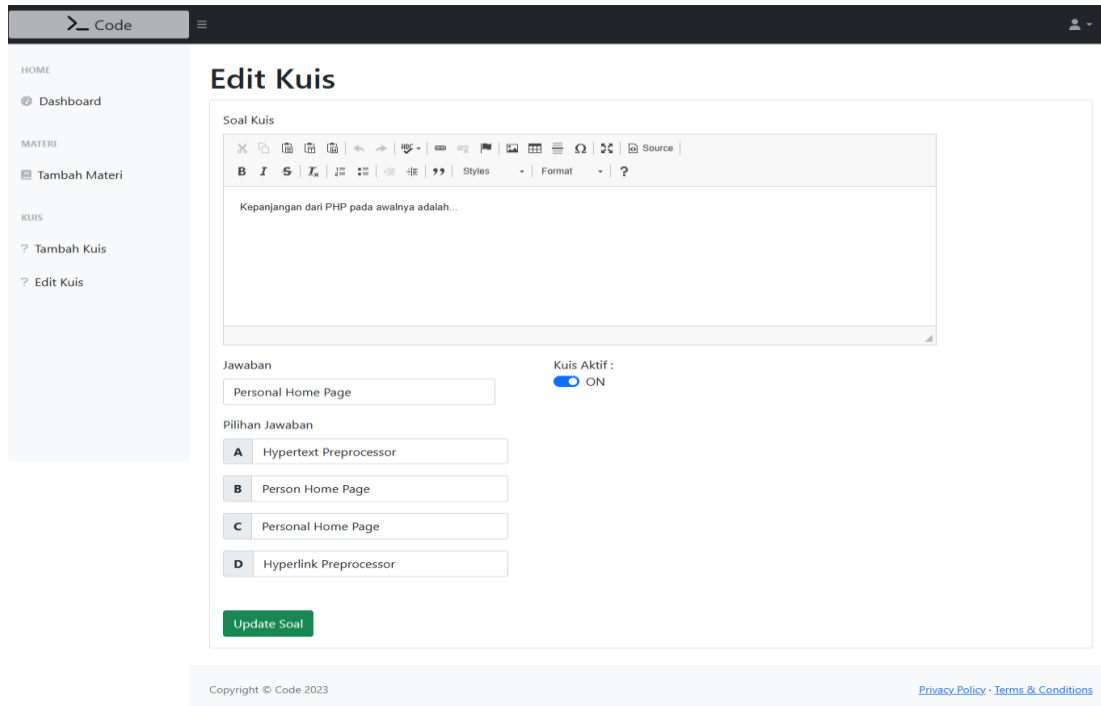 Code
HOME
Dashboard
MATERI
Tambah Materi
KUIS
? Tambah Kuis
? Edit Kuis
Edit Kuis
Soal Kuis
ABC Ω Source
B I S Tx Styles Format ?
Kepanjangan dari PHP pada awalnya adalah...
Jawaban
Personal Home Page
Kuis Aktif :
ON
Pilihan Jawaban
A Hypertext Preprocessor
B Person Home Page
C Personal Home Page
D Hyperlink Preprocessor
Update Soal
Copyright © Code 2023
Privacy Policy · Terms & Conditions